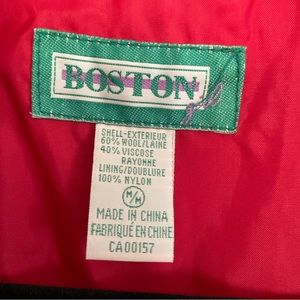 BOSTON
SHELL-EXTERIEUR
60% WOOL/LAINE
40% VISCOSE
RAYONNE
LINING/DOUBLURE
100% NYLON
M/M
MADE IN CHINA
FABRIQUÉ EN CHINE
CA00157